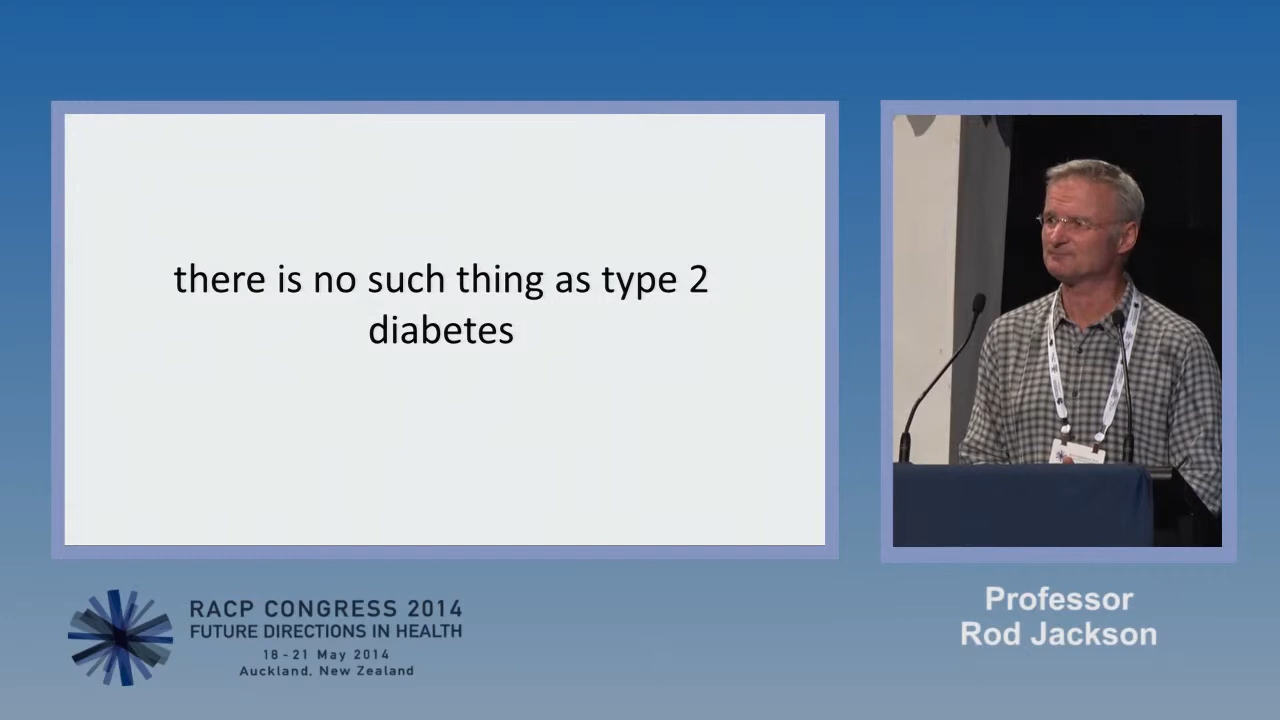 there is no such thing as type 2
diabetes
RACP CONGRESS 2014
FUTURE DIRECTIONS IN HEALTH
18 - 21 May 2014
Auckland, New Zealand
Professor
Rod Jackson